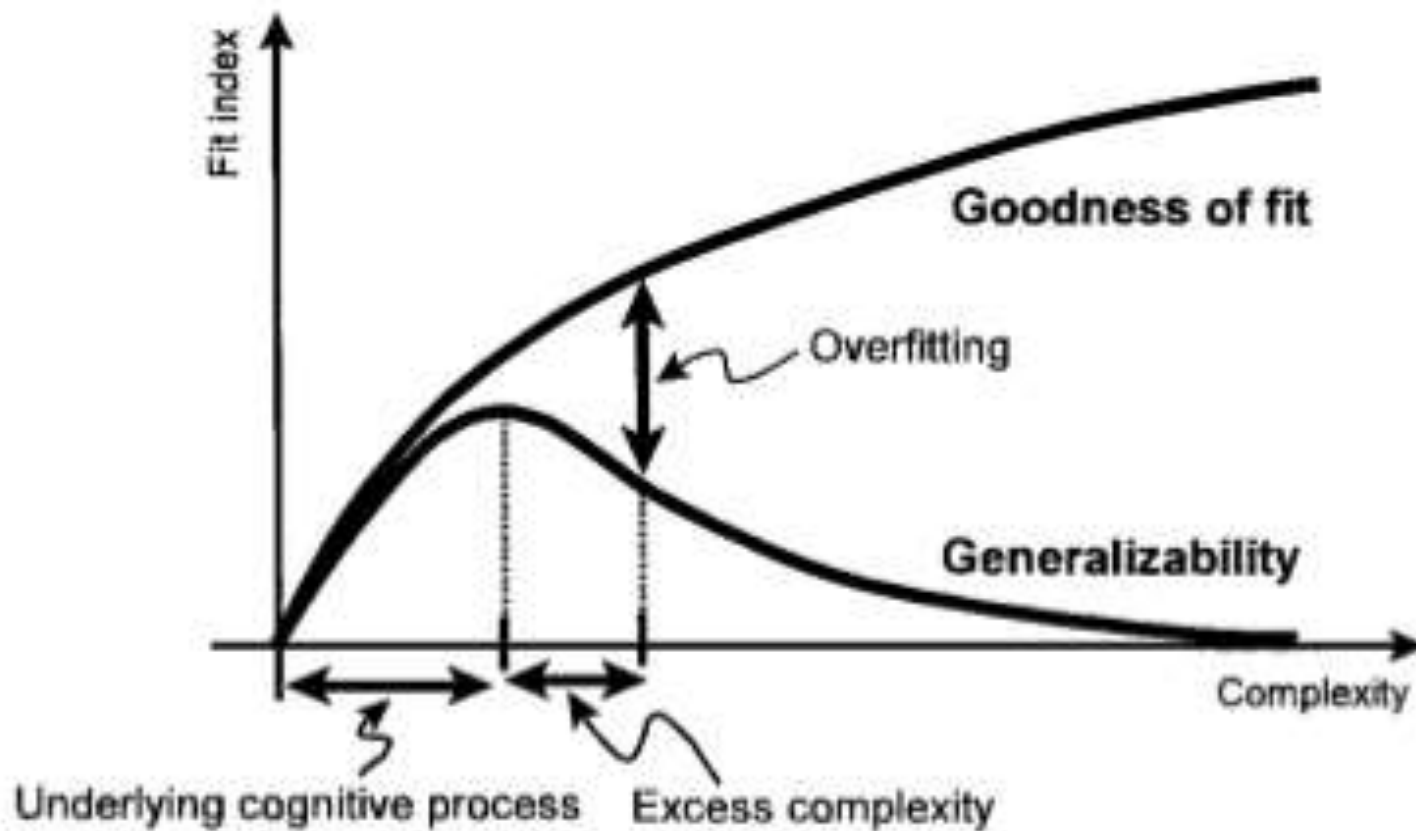 Fit index
Goodness of fit
Overfitting
Generalizability
Complexity
Underlying cognitive process
Excess complexity